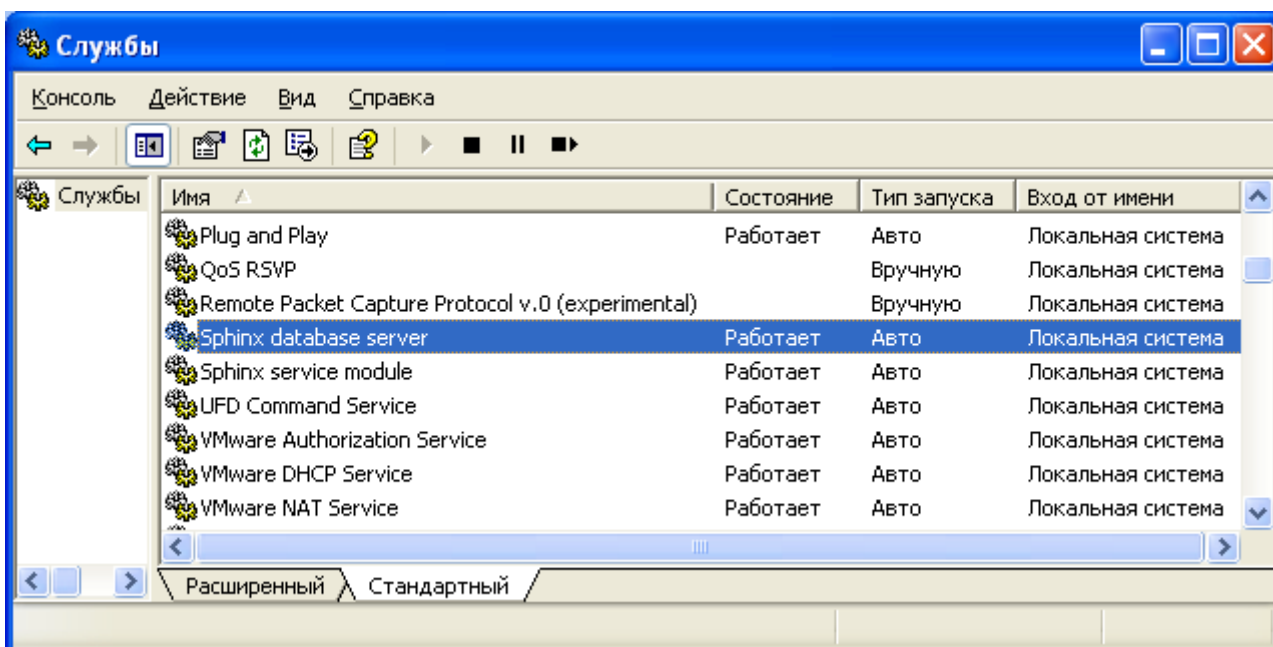 Службы
Консоль Действие Вид Справка
Службы
Имя Состояние Тип запуска Вход от имени
Plug and Play Работает Авто Локальная система
QoS RSVP Вручную Локальная система
Remote Packet Capture Protocol v.0 (experimental) Вручную Локальная система
Sphinx database server Работает Авто Локальная система
Sphinx service module Работает Авто Локальная система
UFD Command Service Работает Авто Локальная система
VMware Authorization Service Работает Авто Локальная система
VMware DHCP Service Работает Авто Локальная система
VMware NAT Service Работает Авто Локальная система
Расширенный Стандартный